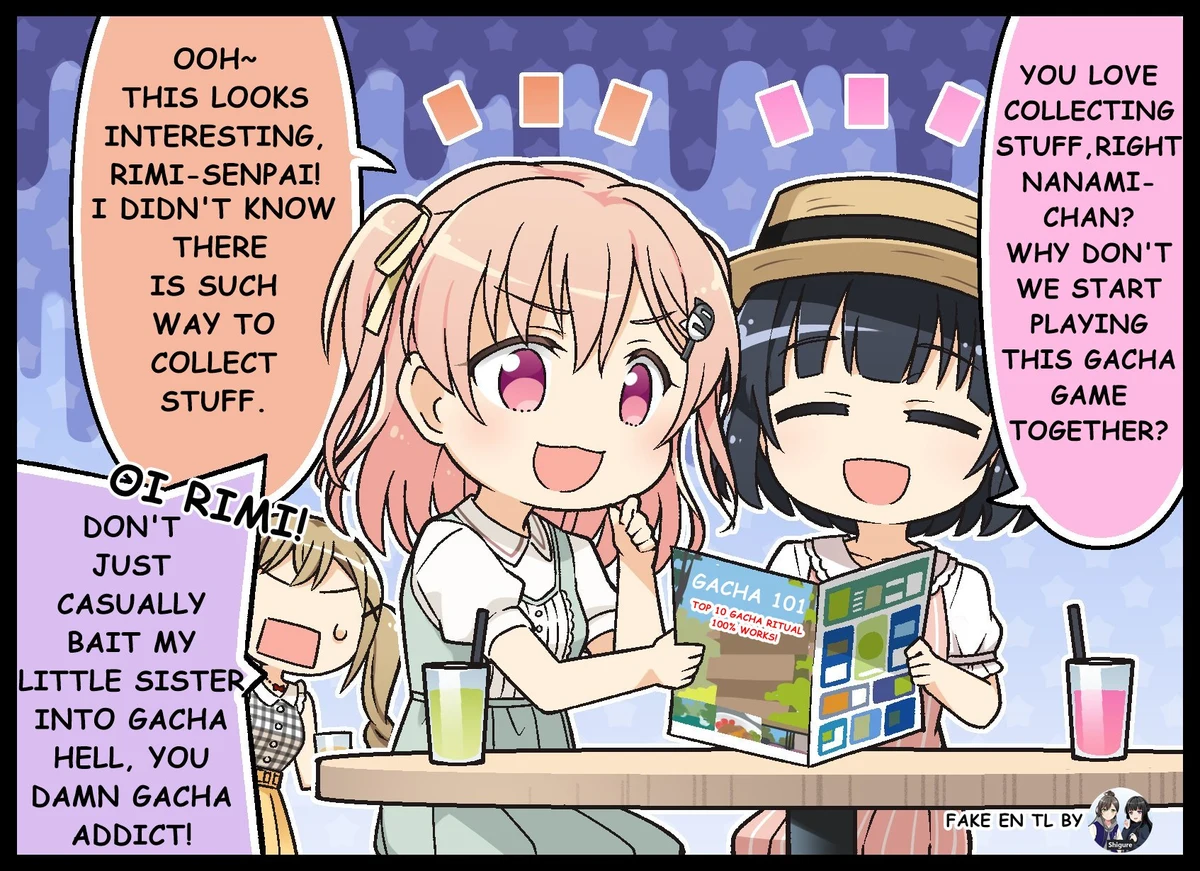 YOU LOVE
COLLECTING
STUFF,RIGHT
NANAMI-
CHAN?
WHY DON'T
WE START
PLAYING
THIS GACHA
GAME
TOGETHER?
OOH~
THIS LOOKS
INTERESTING,
RIMI-SENPAI!
I DIDN'T KNOW
THERE
IS SUCH
WAY TO
COLLECT
STUFF.
OI RIMI!
DON'T
JUST
CASUALLY
BAIT MY
LITTLE SISTER
INTO GACHA
HELL, YOU
DAMN GACHA
ADDICT!
GACHA 101
TOP 10 GACHA RITUAL
100% WORKS!
FAKE EN TL BY
Shigure